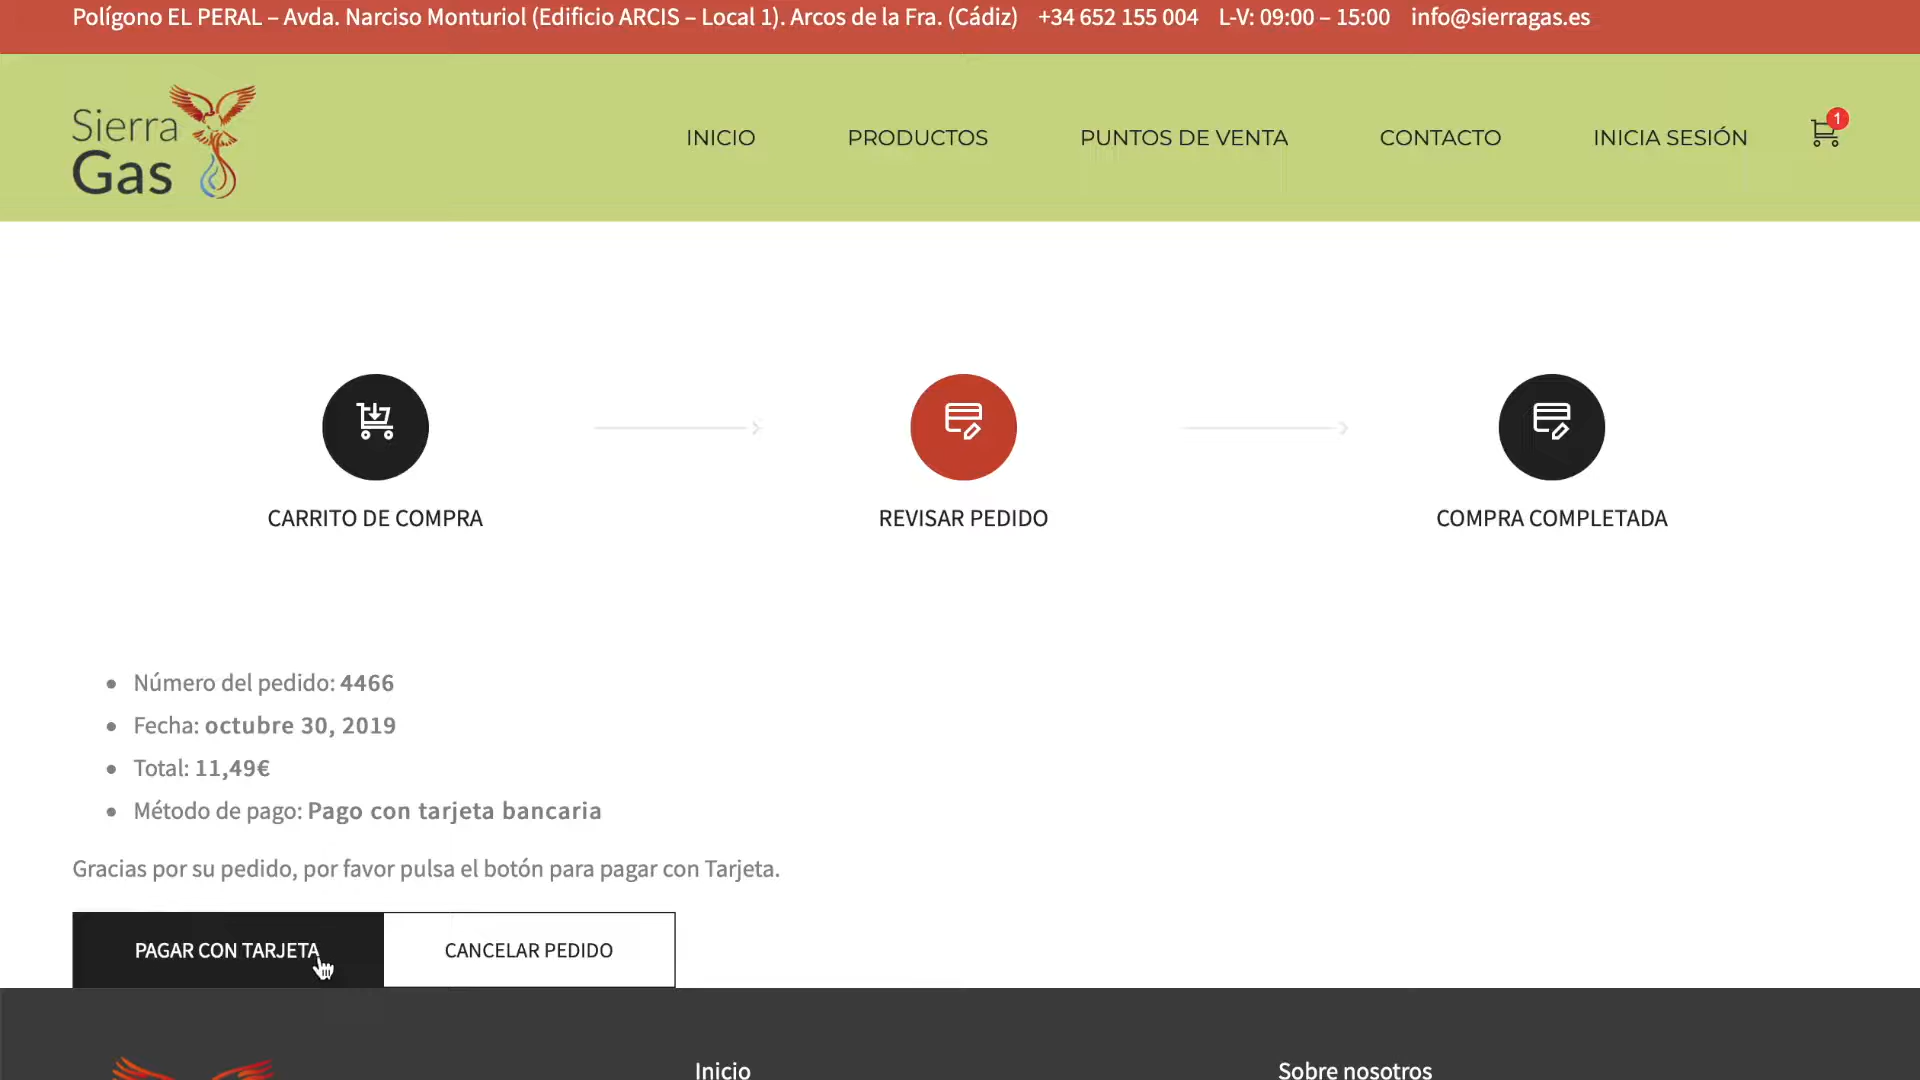 Polígono EL PERAL – Avda. Narciso Monturiol (Edificio ARCIS – Local 1). Arcos de la Fra. (Cádiz) +34 652 155 004 L-V: 09:00 – 15:00 info@sierragas.es
Sierra
Gas
INICIO PRODUCTOS PUNTOS DE VENTA CONTACTO INICIA SESIÓN 1
CARRITO DE COMPRA REVISAR PEDIDO COMPRA COMPLETADA
Número del pedido: 4466
Fecha: octubre 30, 2019
Total: 11,49€
Método de pago: Pago con tarjeta bancaria
Gracias por su pedido, por favor pulsa el botón para pagar con Tarjeta.
PAGAR CON TARJETA CANCELAR PEDIDO
Inicio Sobre nosotros